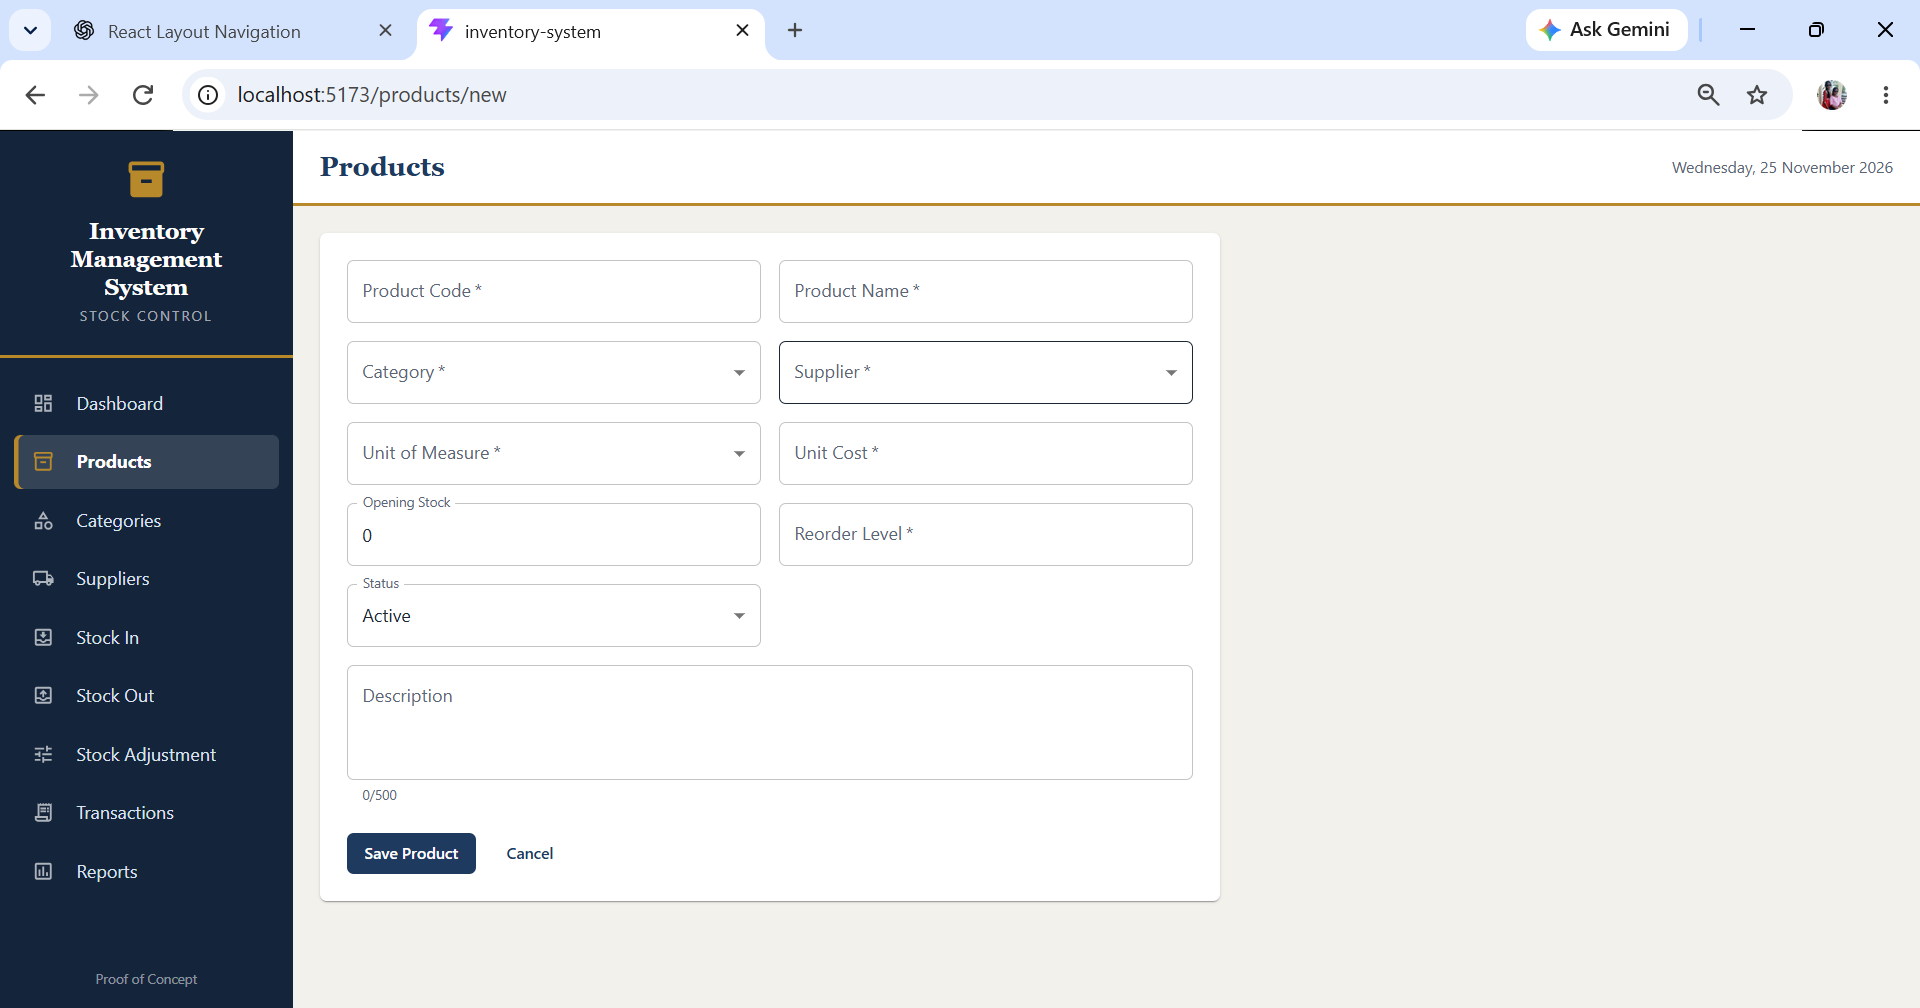 React Layout Navigation
inventory-system
Ask Gemini
localhost:5173/products/new
Inventory
Management
System
STOCK CONTROL
Products
Wednesday, 25 November 2026
Dashboard
Products
Categories
Suppliers
Stock In
Stock Out
Stock Adjustment
Transactions
Reports
Proof of Concept
Product Code *
Product Name *
Category *
Supplier *
Unit of Measure *
Unit Cost *
Opening Stock
0
Reorder Level *
Status
Active
Description
0/500
Save Product
Cancel